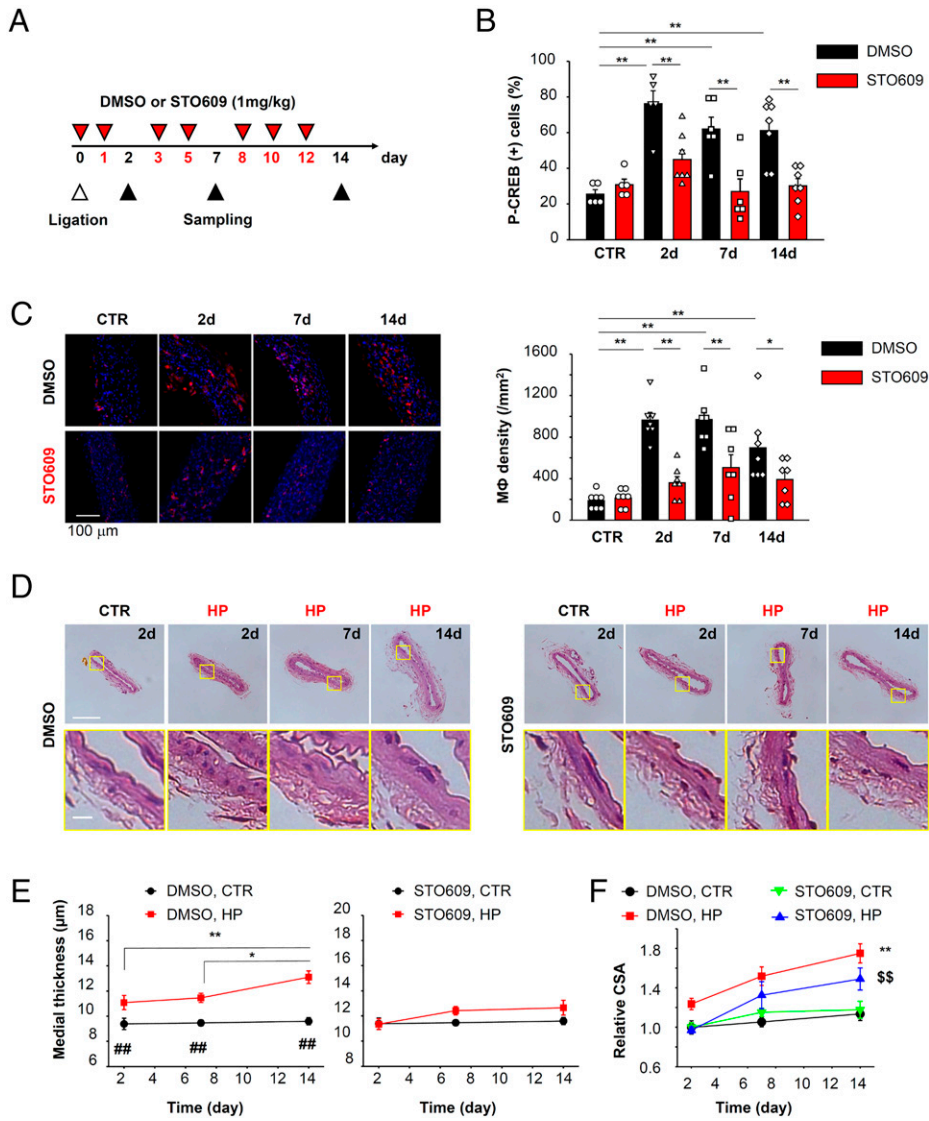 A
DMSO or STO609 (1mg/kg)
0 1 2 3 5 7 8 10 12 14 day
Ligation Sampling
B
P-CREB (+) cells (%)
100
80
60
40
20
0
** ** ** ** ** **
DMSO
STO609
CTR 2d 7d 14d
C
CTR 2d 7d 14d
DMSO
STO609
100 μm
MΦ density (/mm²)
1600
1200
800
400
0
** ** ** ** ** *
DMSO
STO609
CTR 2d 7d 14d
D
CTR HP HP HP
2d 2d 7d 14d
DMSO
CTR HP HP HP
2d 2d 7d 14d
STO609
E
DMSO, CTR
DMSO, HP
Medial thickness (μm)
18
16
14
12
10
8
6
**
*
## ## ##
0 2 4 6 8 10 12 14
Time (day)
STO609, CTR
STO609, HP
20
18
16
14
12
10
8
0 2 4 6 8 10 12 14
Time (day)
F
DMSO, CTR STO609, CTR
DMSO, HP STO609, HP
Relative CSA
1.8
1.4
1.0
0.6
**
$$
0 2 4 6 8 10 12 14
Time (day)